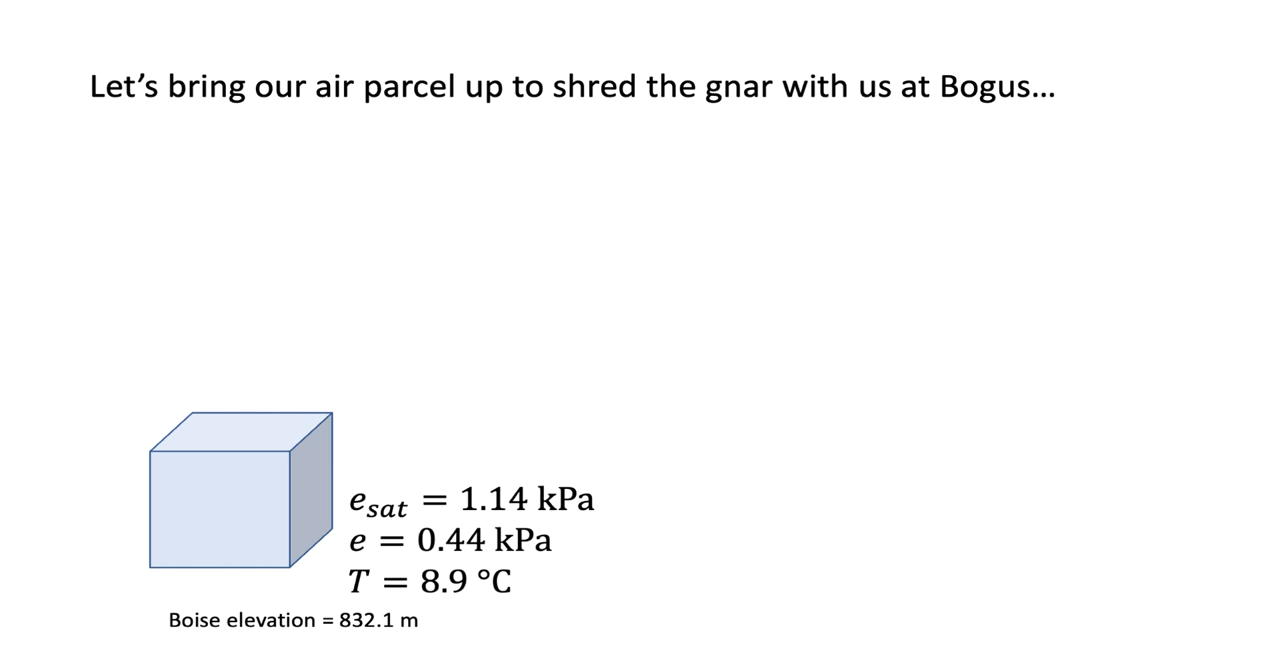 Let’s bring our air parcel up to shred the gnar with us at Bogus…
e_sat = 1.14 kPa
e = 0.44 kPa
T = 8.9 °C
Boise elevation = 832.1 m